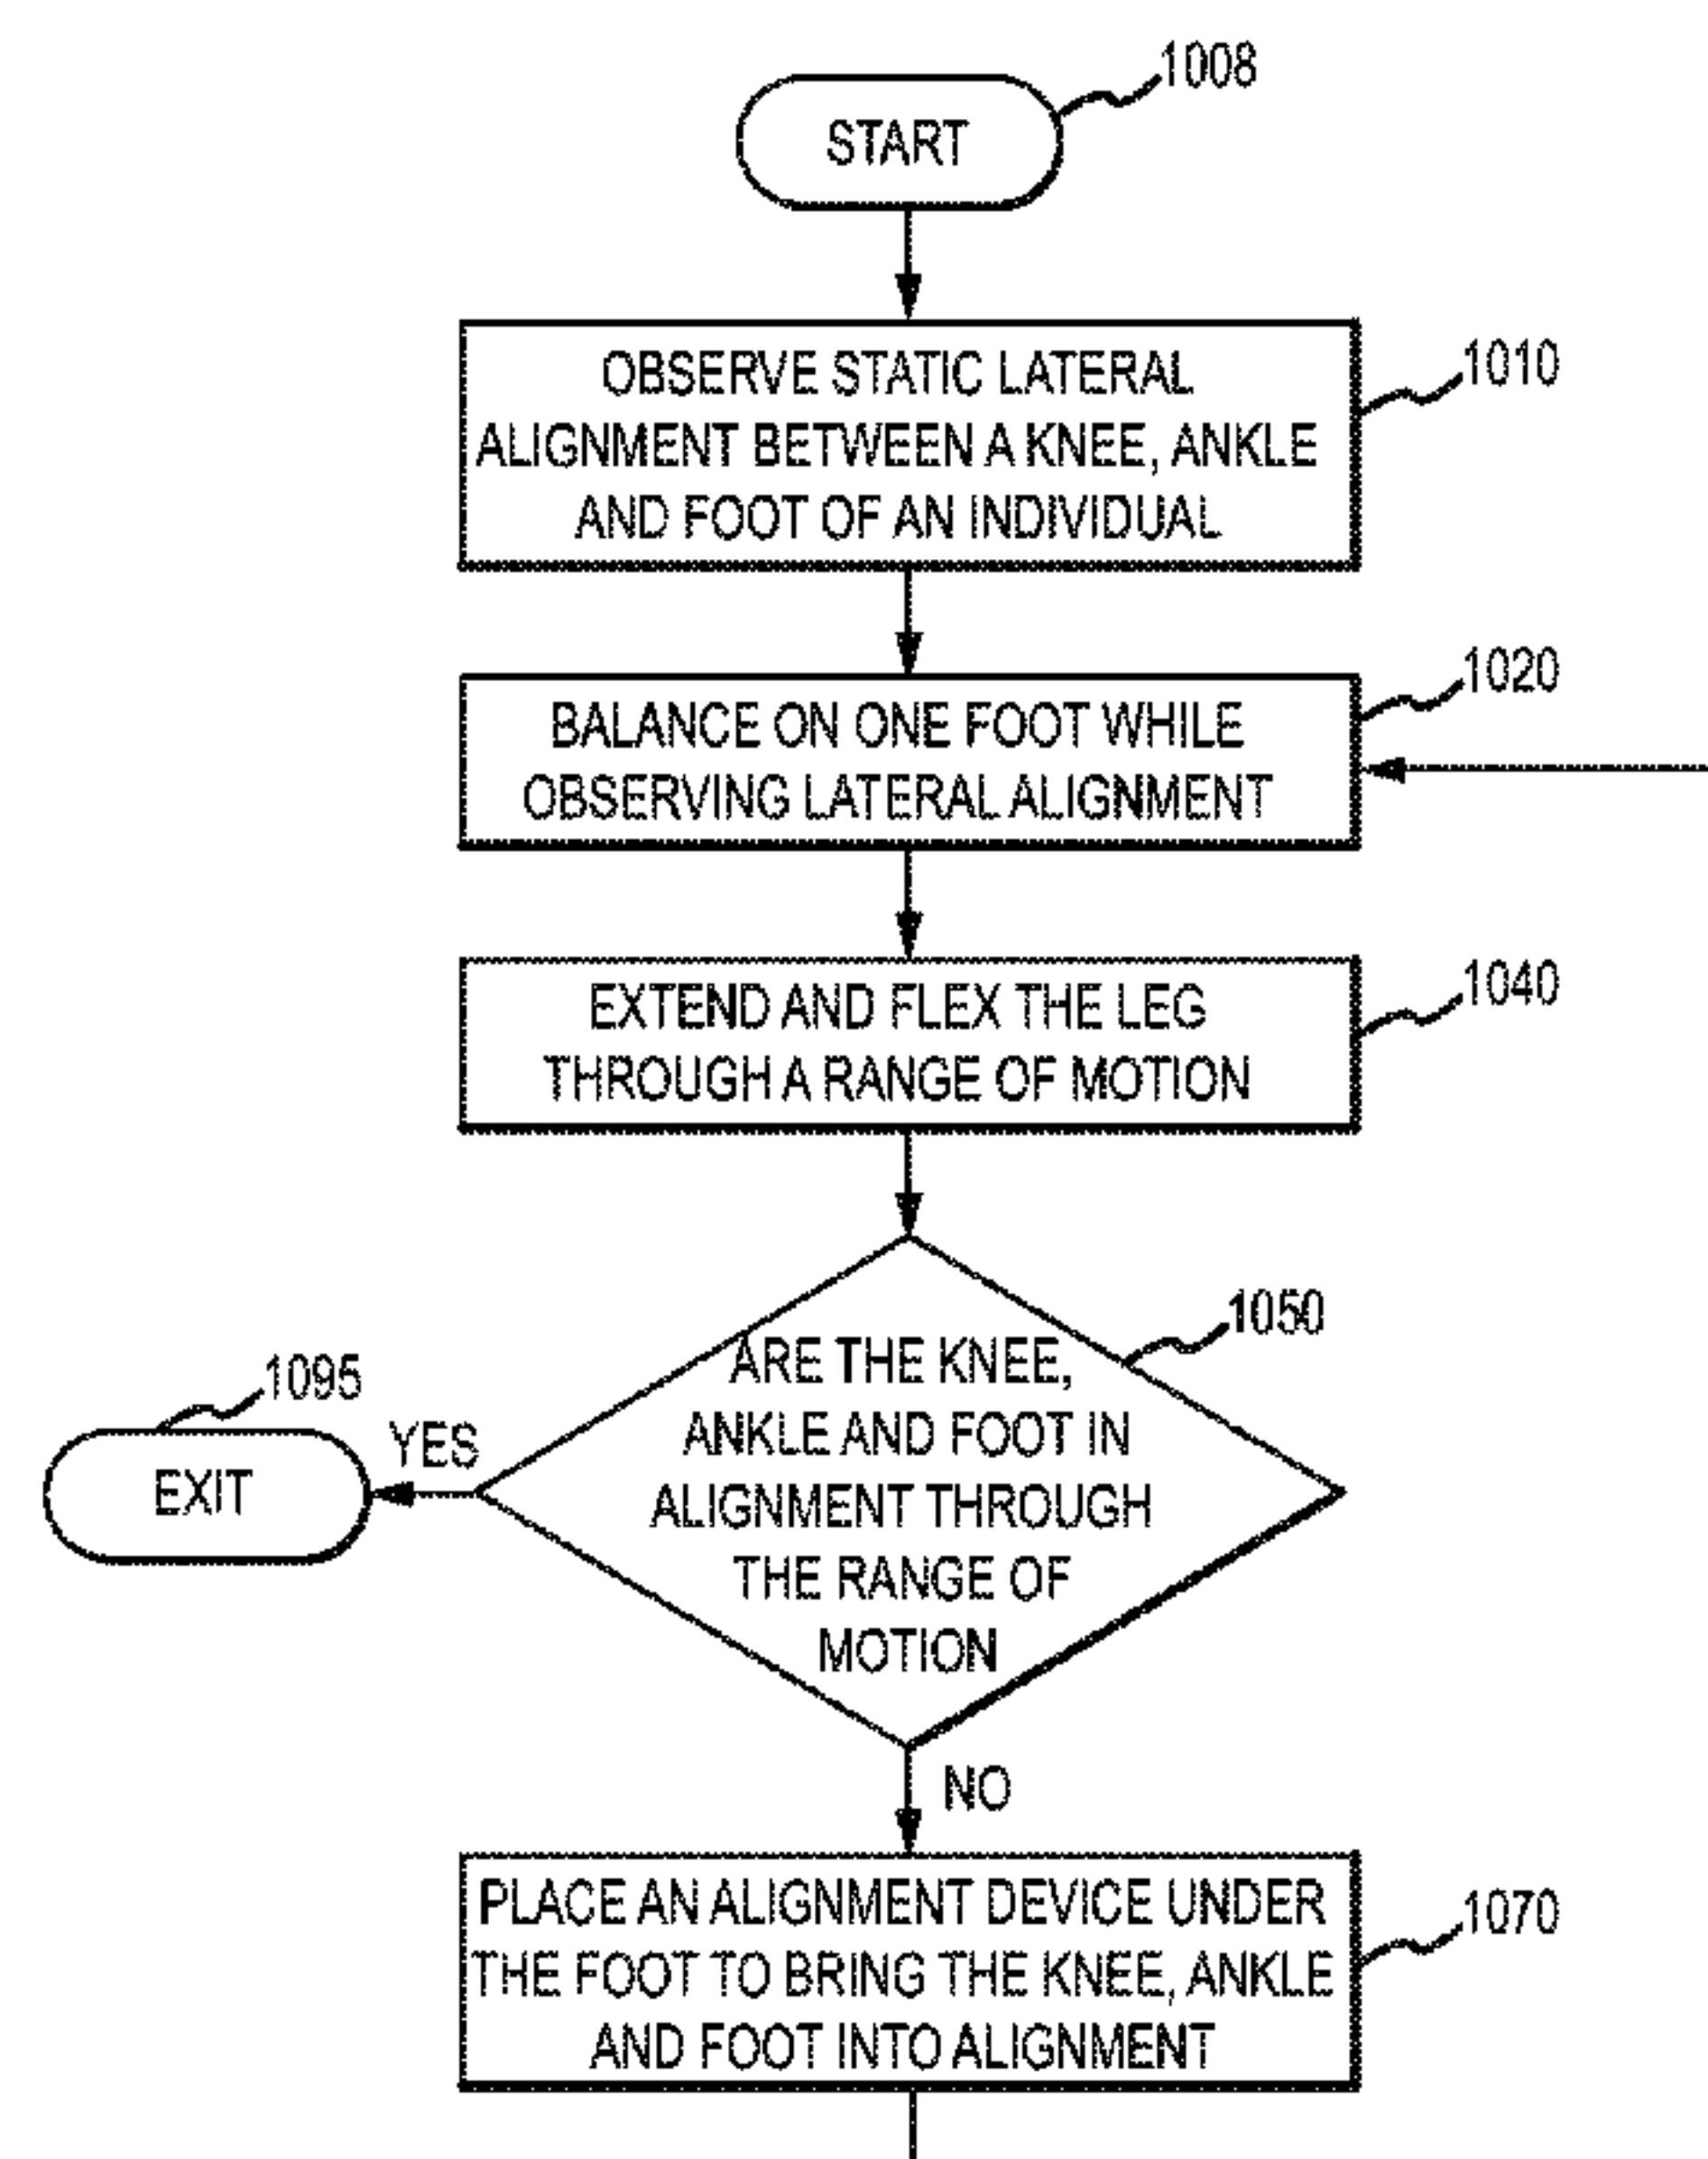 1008
START
OBSERVE STATIC LATERAL
ALIGNMENT BETWEEN A KNEE, ANKLE
AND FOOT OF AN INDIVIDUAL
1010
BALANCE ON ONE FOOT WHILE
OBSERVING LATERAL ALIGNMENT
1020
EXTEND AND FLEX THE LEG
THROUGH A RANGE OF MOTION
1040
ARE THE KNEE,
ANKLE AND FOOT IN
ALIGNMENT THROUGH
THE RANGE OF
MOTION
1050
1095
YES
EXIT
NO
PLACE AN ALIGNMENT DEVICE UNDER
THE FOOT TO BRING THE KNEE, ANKLE
AND FOOT INTO ALIGNMENT
1070